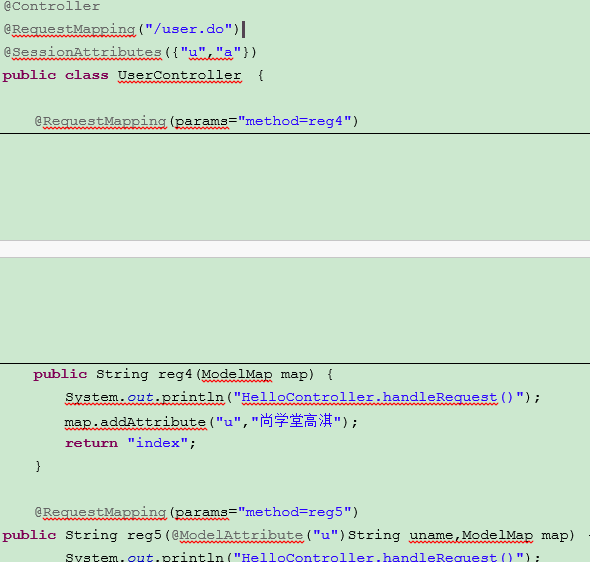 @Controller
@RequestMapping("/user.do")
@SessionAttributes({"u","a"})
public class UserController {
@RequestMapping(params="method=reg4")
public String reg4(ModelMap map) {
System.out.println("HelloController.handleRequest()");
map.addAttribute("u","尚学堂高淇");
return "index";
}
@RequestMapping(params="method=reg5")
public String reg5(@ModelAttribute("u")String uname,ModelMap map) {
System.out.println("HelloController.handleRequest()");